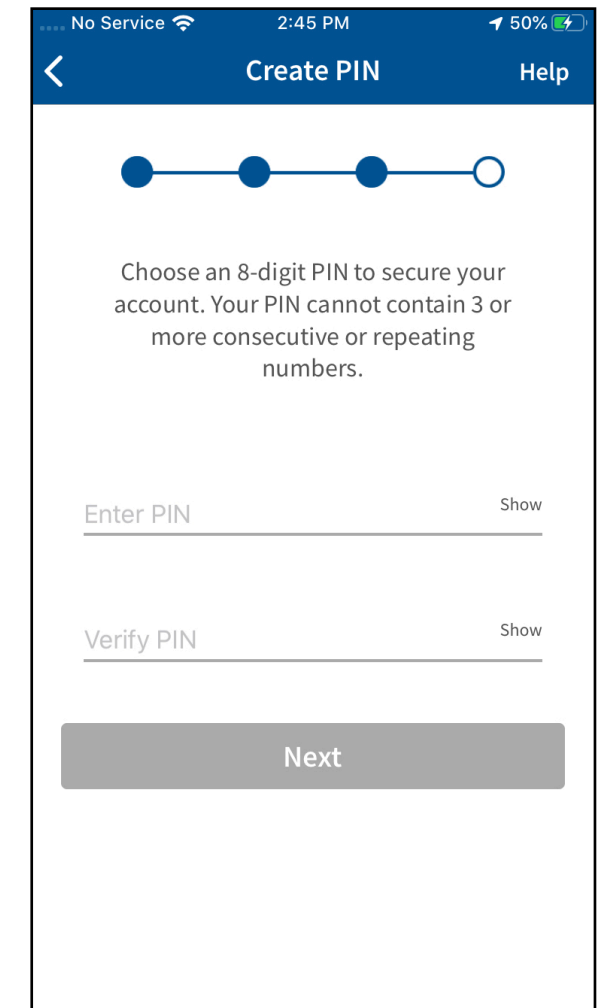 No Service 2:45 PM 50%
Create PIN Help
Choose an 8-digit PIN to secure your
account. Your PIN cannot contain 3 or
more consecutive or repeating
numbers.
Enter PIN Show
Verify PIN Show
Next